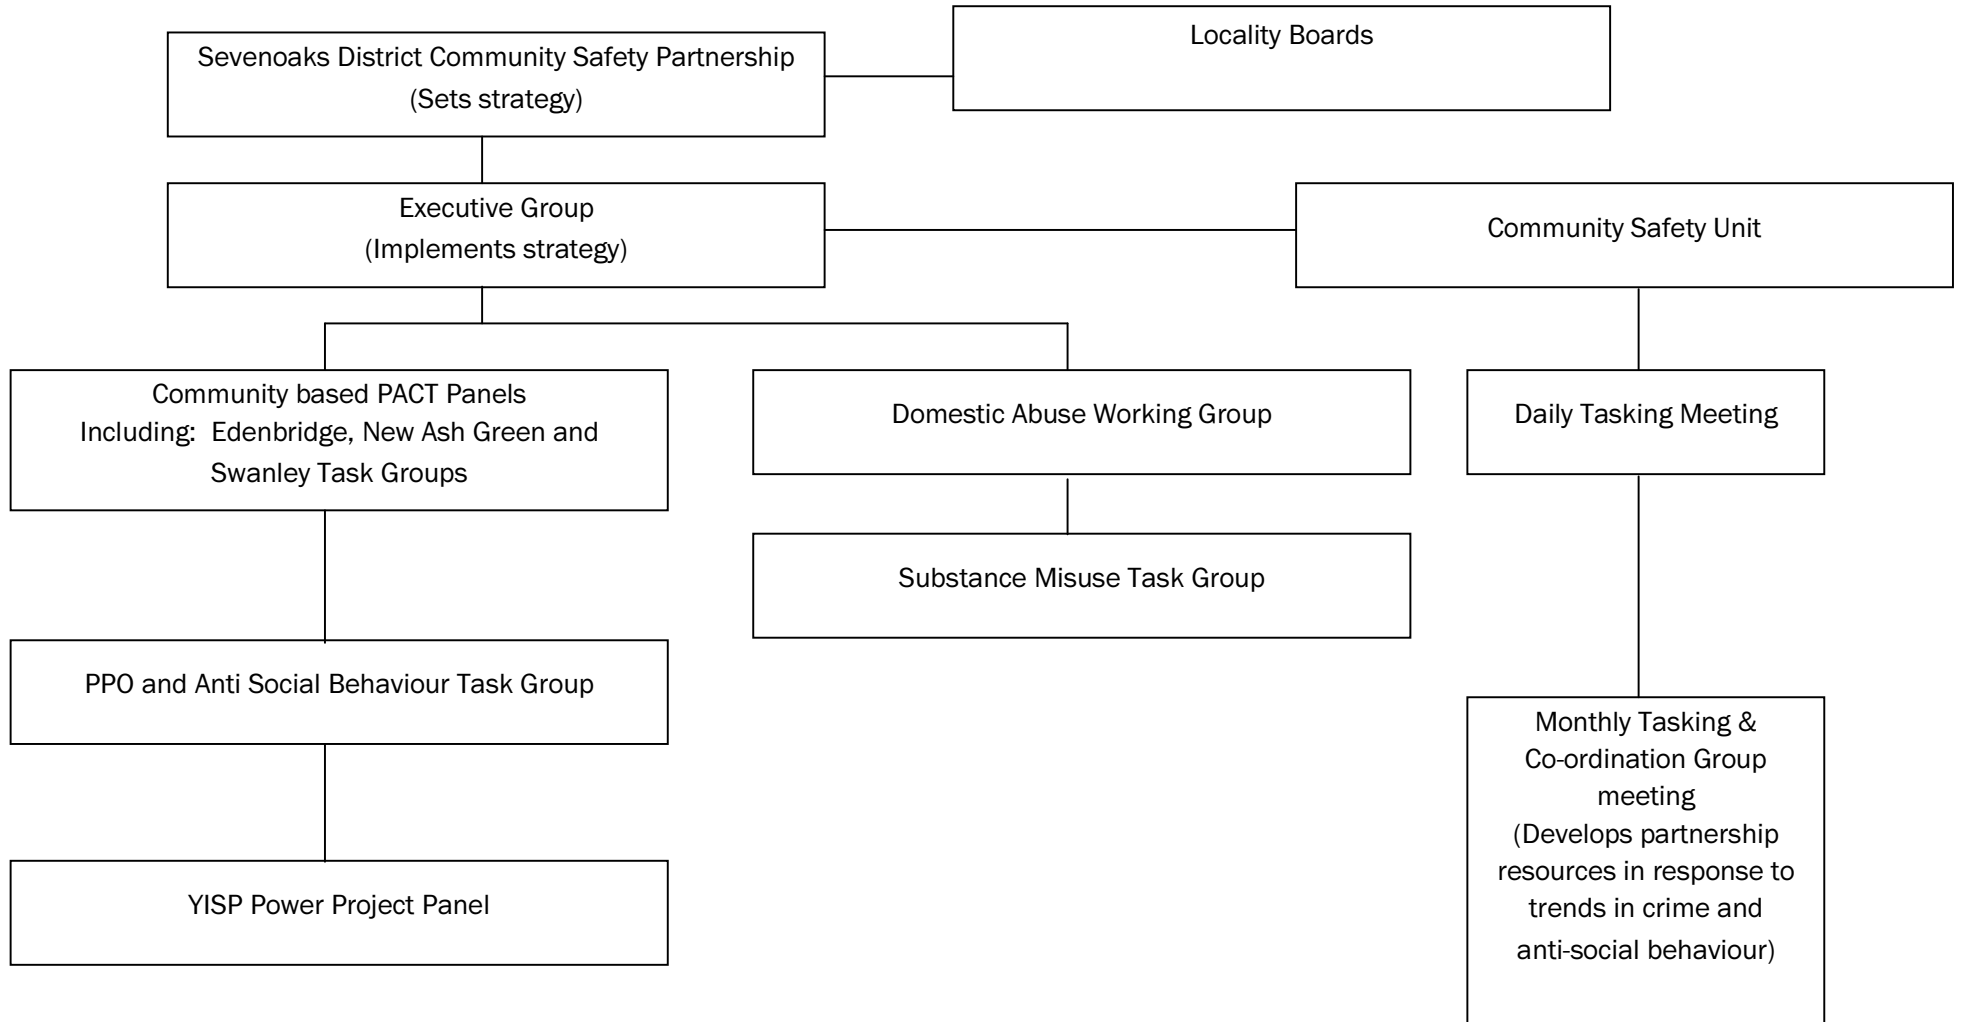 Sevenoaks District Community Safety Partnership
(Sets strategy)
Locality Boards
Executive Group
(Implements strategy)
Community Safety Unit
Community based PACT Panels
Including:  Edenbridge, New Ash Green and
Swanley Task Groups
Domestic Abuse Working Group
Daily Tasking Meeting
Substance Misuse Task Group
PPO and Anti Social Behaviour Task Group
Monthly Tasking &
Co-ordination Group
meeting
(Develops partnership
resources in response to
trends in crime and
anti-social behaviour)
YISP Power Project Panel